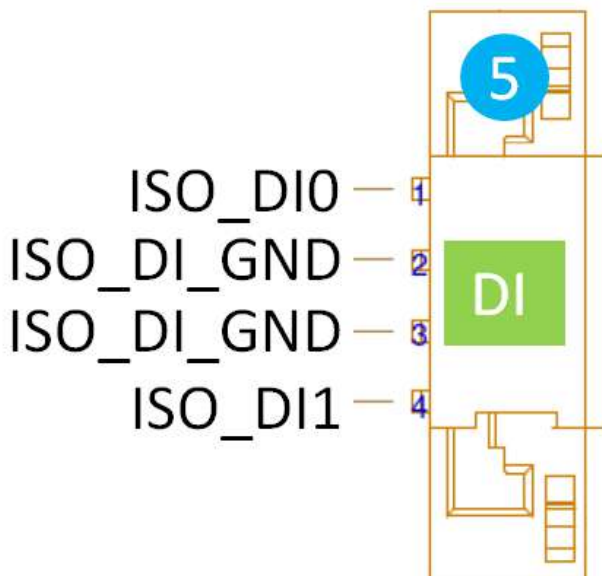 5
ISO_DI0 1
ISO_DI_GND 2
DI
ISO_DI_GND 3
ISO_DI1 4